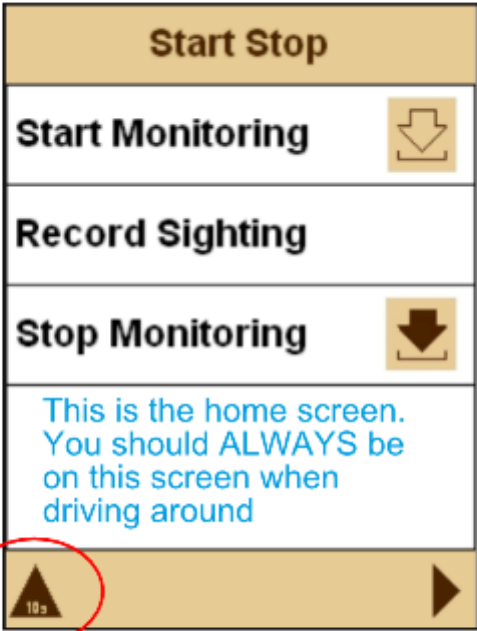 Start Stop
Start Monitoring
Record Sighting
Stop Monitoring
This is the home screen.
You should ALWAYS be
on this screen when
driving around
10s